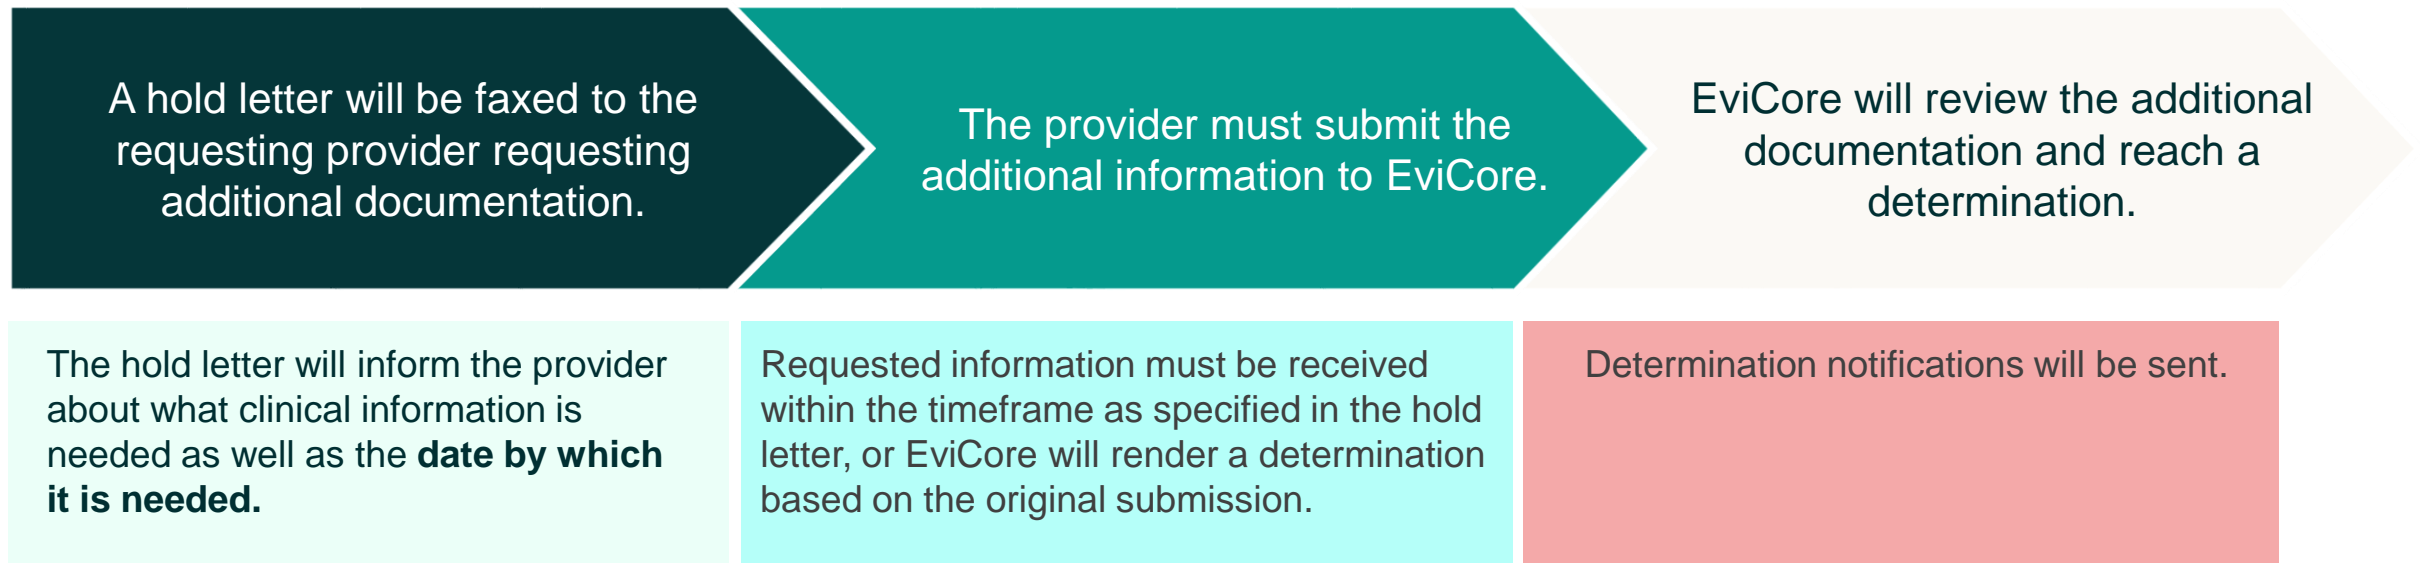 A hold letter will be faxed to the
requesting provider requesting
additional documentation.
The provider must submit the
additional information to EviCore.
EviCore will review the additional
documentation and reach a
determination.
The hold letter will inform the provider
about what clinical information is
needed as well as the date by which
it is needed.
Requested information must be received
within the timeframe as specified in the hold
letter, or EviCore will render a determination
based on the original submission.
Determination notifications will be sent.